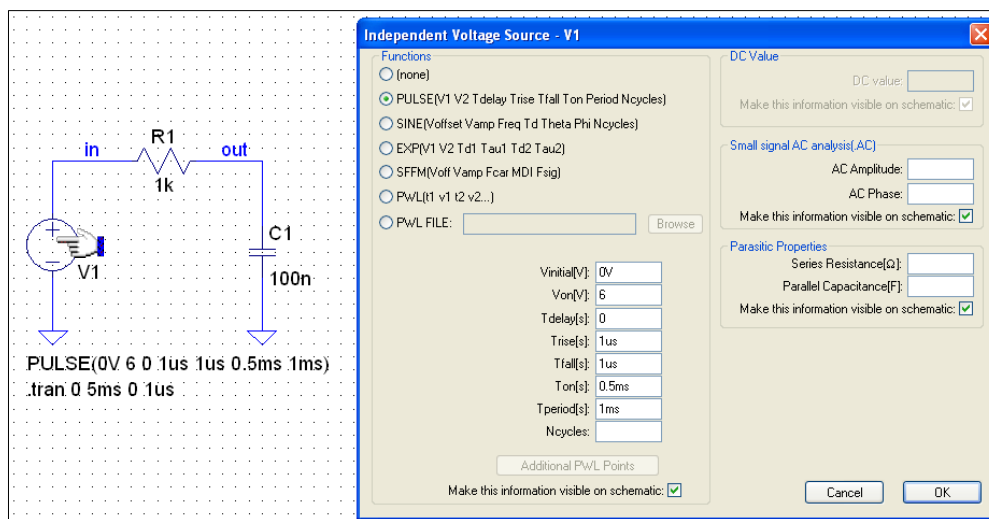 R1
in
out
1k
C1
V1
100n
PULSE(0V 6 0 1us 1us 0.5ms 1ms)
.tran 0 5ms 0 1us
Independent Voltage Source - V1
Functions
(none)
PULSE(V1 V2 Tdelay Trise Tfall Ton Period Ncycles)
SINE(Voffset Vamp Freq Td Theta Phi Ncycles)
EXP(V1 V2 Td1 Tau1 Td2 Tau2)
SFFM(Voff Vamp Fcar MDI Fsig)
PWL(t1 v1 t2 v2...)
PWL FILE:
Browse
Vinitial[V]: 0V
Von[V]: 6
Tdelay[s]: 0
Trise[s]: 1us
Tfall[s]: 1us
Ton[s]: 0.5ms
Tperiod[s]: 1ms
Ncycles:
Additional PWL Points
Make this information visible on schematic:
DC Value
DC value:
Make this information visible on schematic:
Small signal AC analysis(.AC)
AC Amplitude:
AC Phase:
Make this information visible on schematic:
Parasitic Properties
Series Resistance[Ω]:
Parallel Capacitance[F]:
Make this information visible on schematic:
Cancel
OK